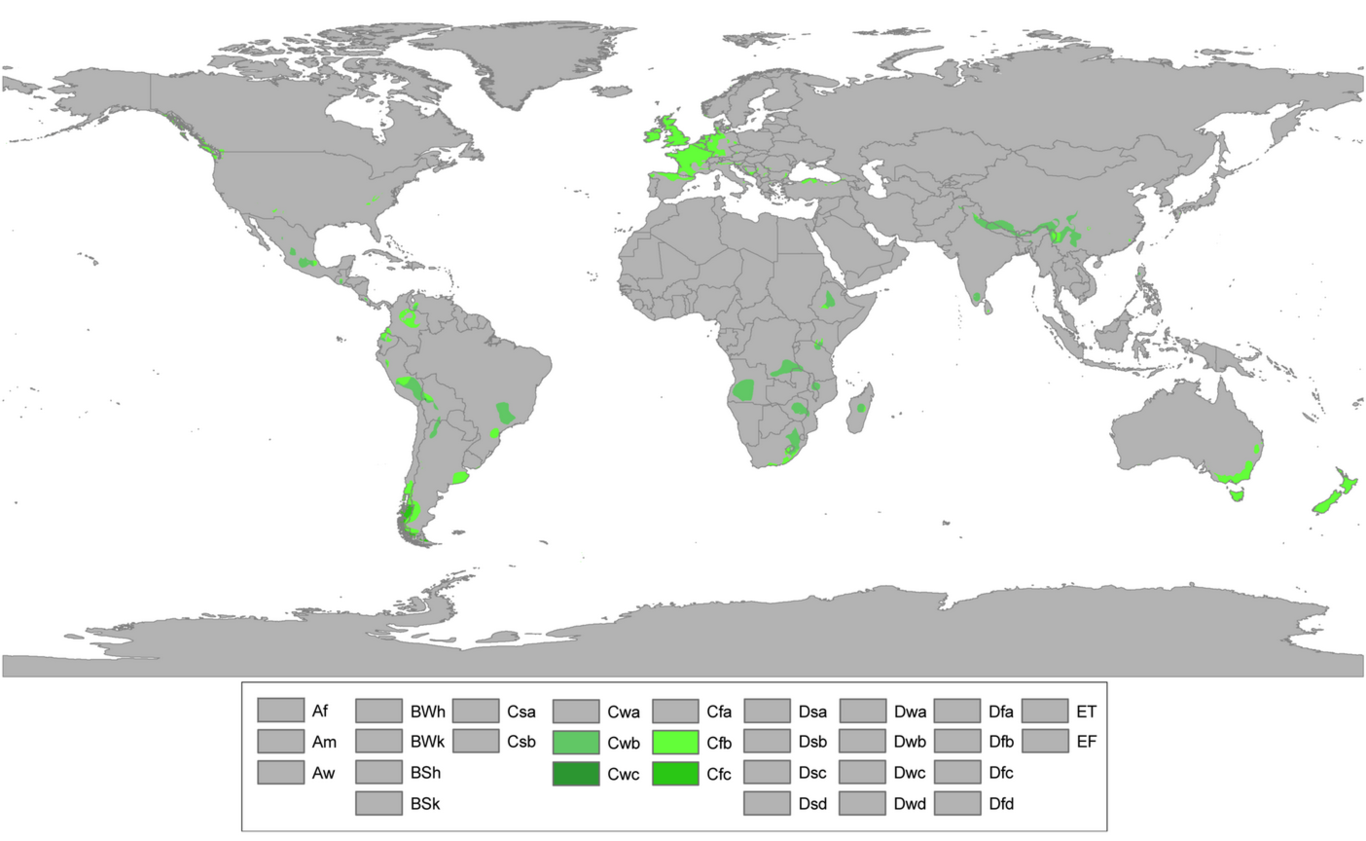 Af BWh Csa Cwa Cfa Dsa Dwa Dfa ET
Am BWk Csb Cwb Cfb Dsb Dwb Dfb EF
Aw BSh Cwc Cfc Dsc Dwc Dfc
BSk Dsd Dwd Dfd